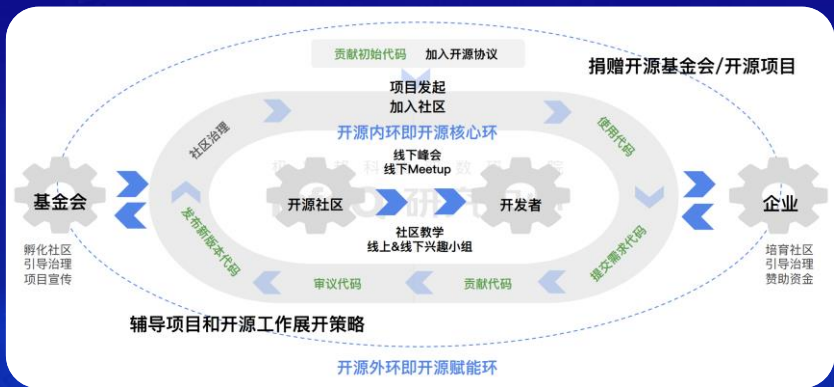 贡献初始代码 加入开源协议
捐赠开源基金会/开源项目
项目发起
加入社区
开源内环即开源核心环
社区治理
使用代码
线下峰会
线下Meetup
基金会
开源社区
开发者
企业
孵化社区
引导治理
项目宣传
社区教学
线上&线下兴趣小组
培育社区
引导治理
赞助资金
发布新版本代码
审议代码
贡献代码
提交需求代码
辅导项目和开源工作展开策略
开源外环即开源赋能环